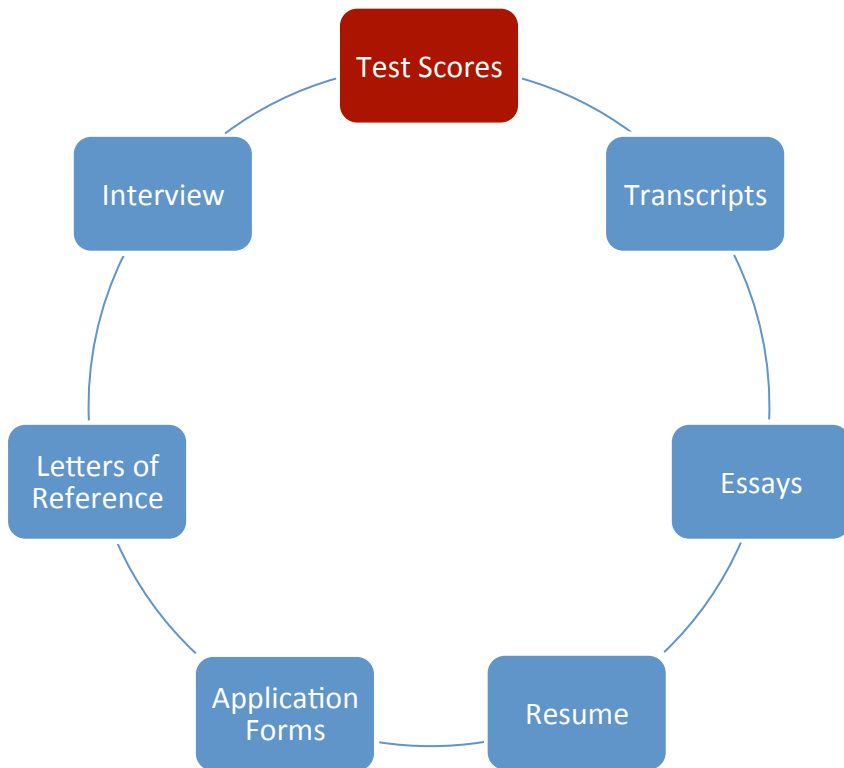 Test Scores
Transcripts
Essays
Resume
Application
Forms
Letters of
Reference
Interview